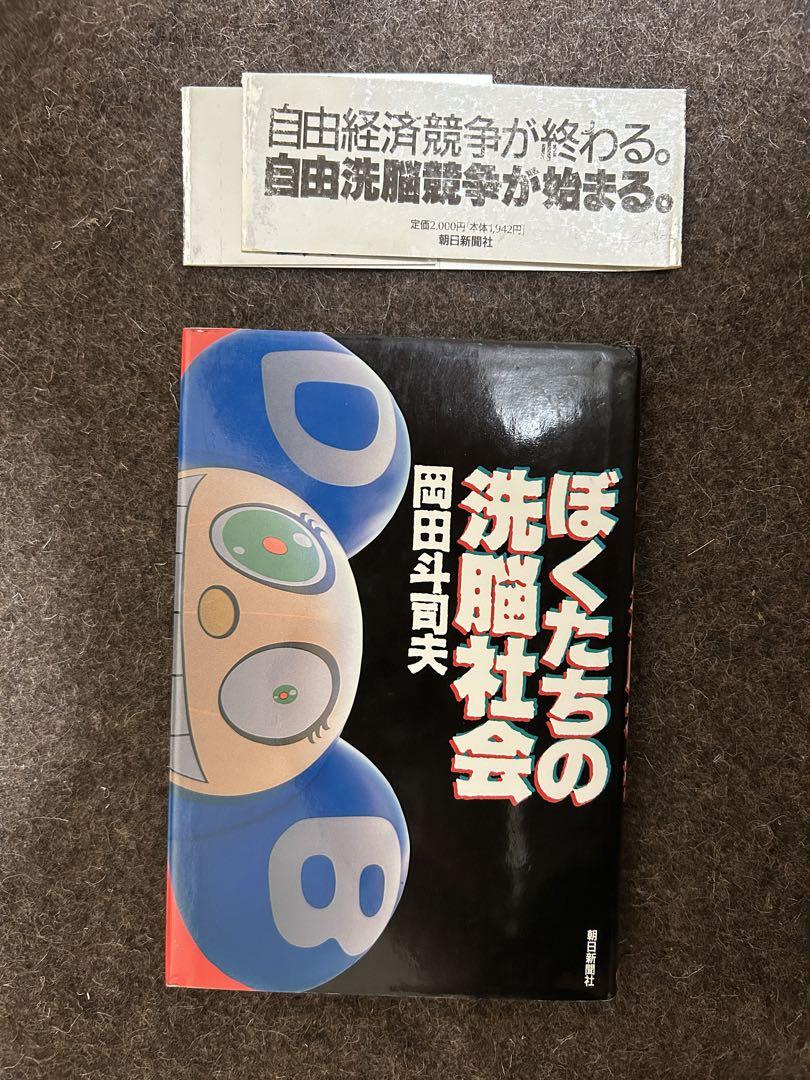 自由経済競争が終わる。
自由洗脳競争が始まる。
定価2,000円[本体1,942円]
朝日新聞社
ぼくたちの
洗脳社会
岡田斗司夫
D
B
朝日新聞社